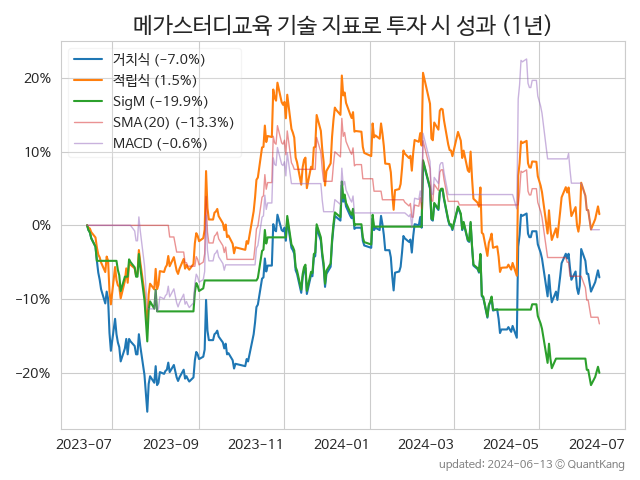 메가스터디교육 기술 지표로 투자 시 성과 (1년)
거치식 (−7.0%)
적립식 (1.5%)
SigM (−19.9%)
SMA(20) (−13.3%)
MACD (−0.6%)
20%
10%
0%
−10%
−20%
2023-07 2023-09 2023-11 2024-01 2024-03 2024-05 2024-07
updated: 2024-06-13 © QuantKang